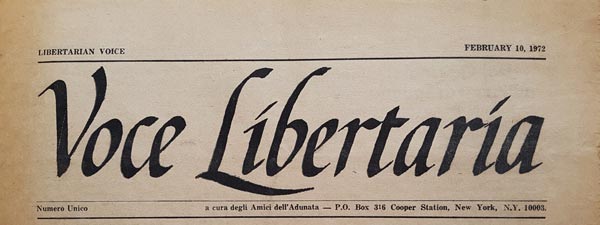 LIBERTARIAN VOICE FEBRUARY 10, 1972
Voce Libertaria
Numero Unico a cura degli Amici dell'Adunata — P.O. Box 316 Cooper Station, New York, N.Y. 10003.